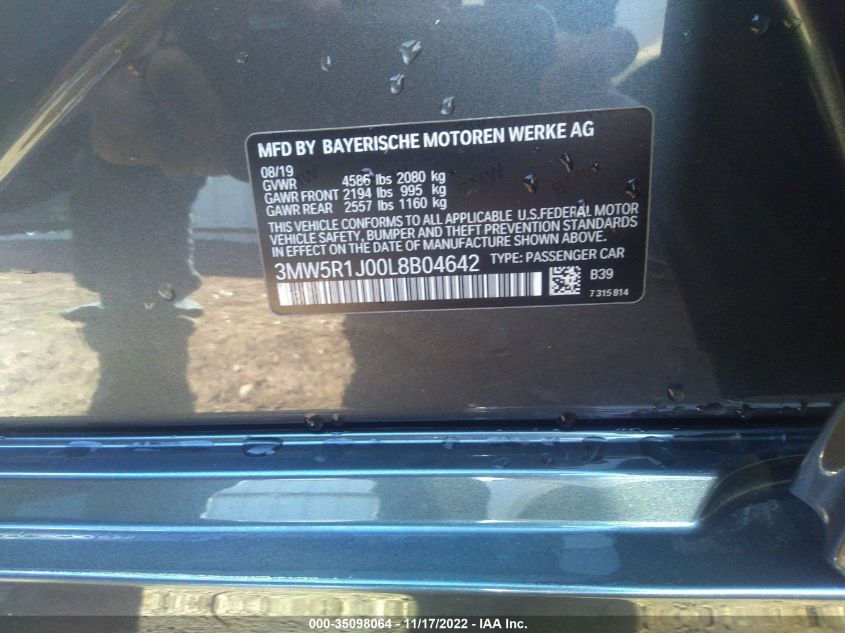 MFD BY BAYERISCHE MOTOREN WERKE AG
08/19
GVWR 4586 lbs 2080 kg
GAWR FRONT 2194 lbs 995 kg
GAWR REAR 2557 lbs 1160 kg
THIS VEHICLE CONFORMS TO ALL APPLICABLE U.S.FEDERAL MOTOR
VEHICLE SAFETY, BUMPER AND THEFT PREVENTION STANDARDS
IN EFFECT ON THE DATE OF MANUFACTURE SHOWN ABOVE.
3MW5R1J00L8B04642 TYPE: PASSENGER CAR
B39
7 315 814
000-35098064 - 11/17/2022 - IAA Inc.